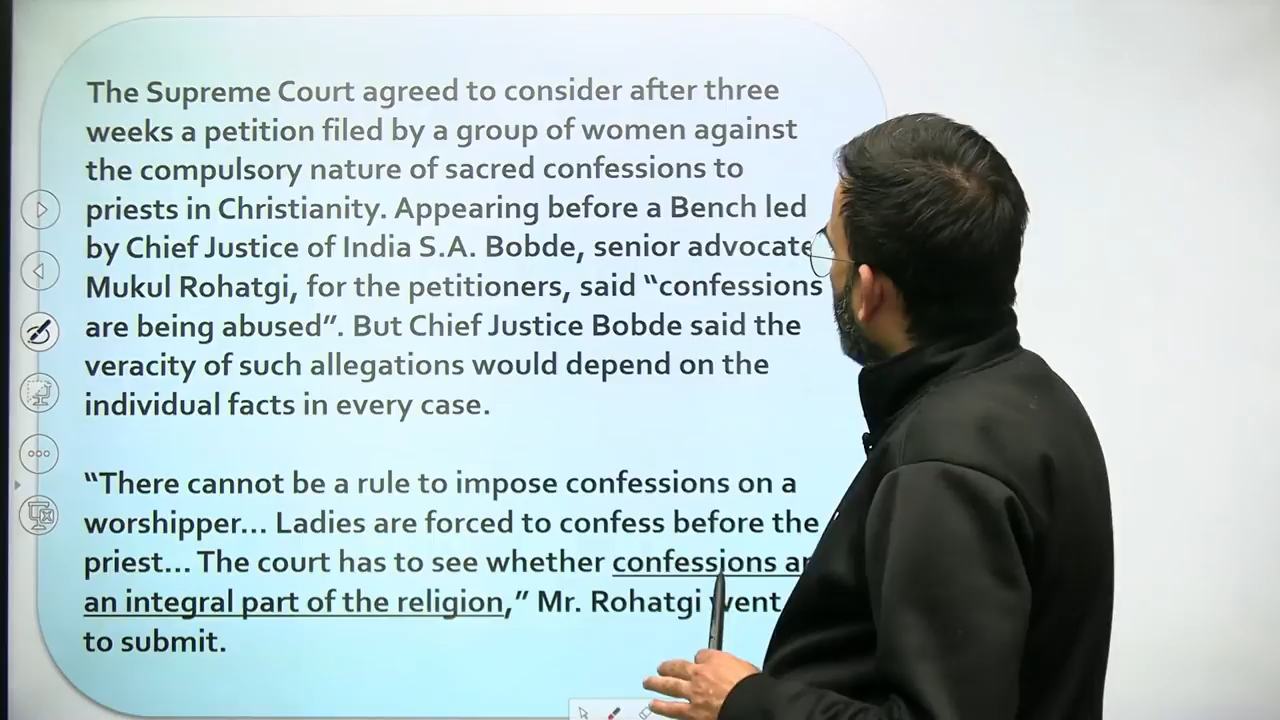 The Supreme Court agreed to consider after three
weeks a petition filed by a group of women against
the compulsory nature of sacred confessions to
priests in Christianity. Appearing before a Bench led
by Chief Justice of India S.A. Bobde, senior advocate
Mukul Rohatgi, for the petitioners, said “confessions
are being abused”. But Chief Justice Bobde said the
veracity of such allegations would depend on the
individual facts in every case.
“There cannot be a rule to impose confessions on a
worshipper... Ladies are forced to confess before the
priest... The court has to see whether confessions
an integral part of the religion,” Mr. Rohatgi went
to submit.